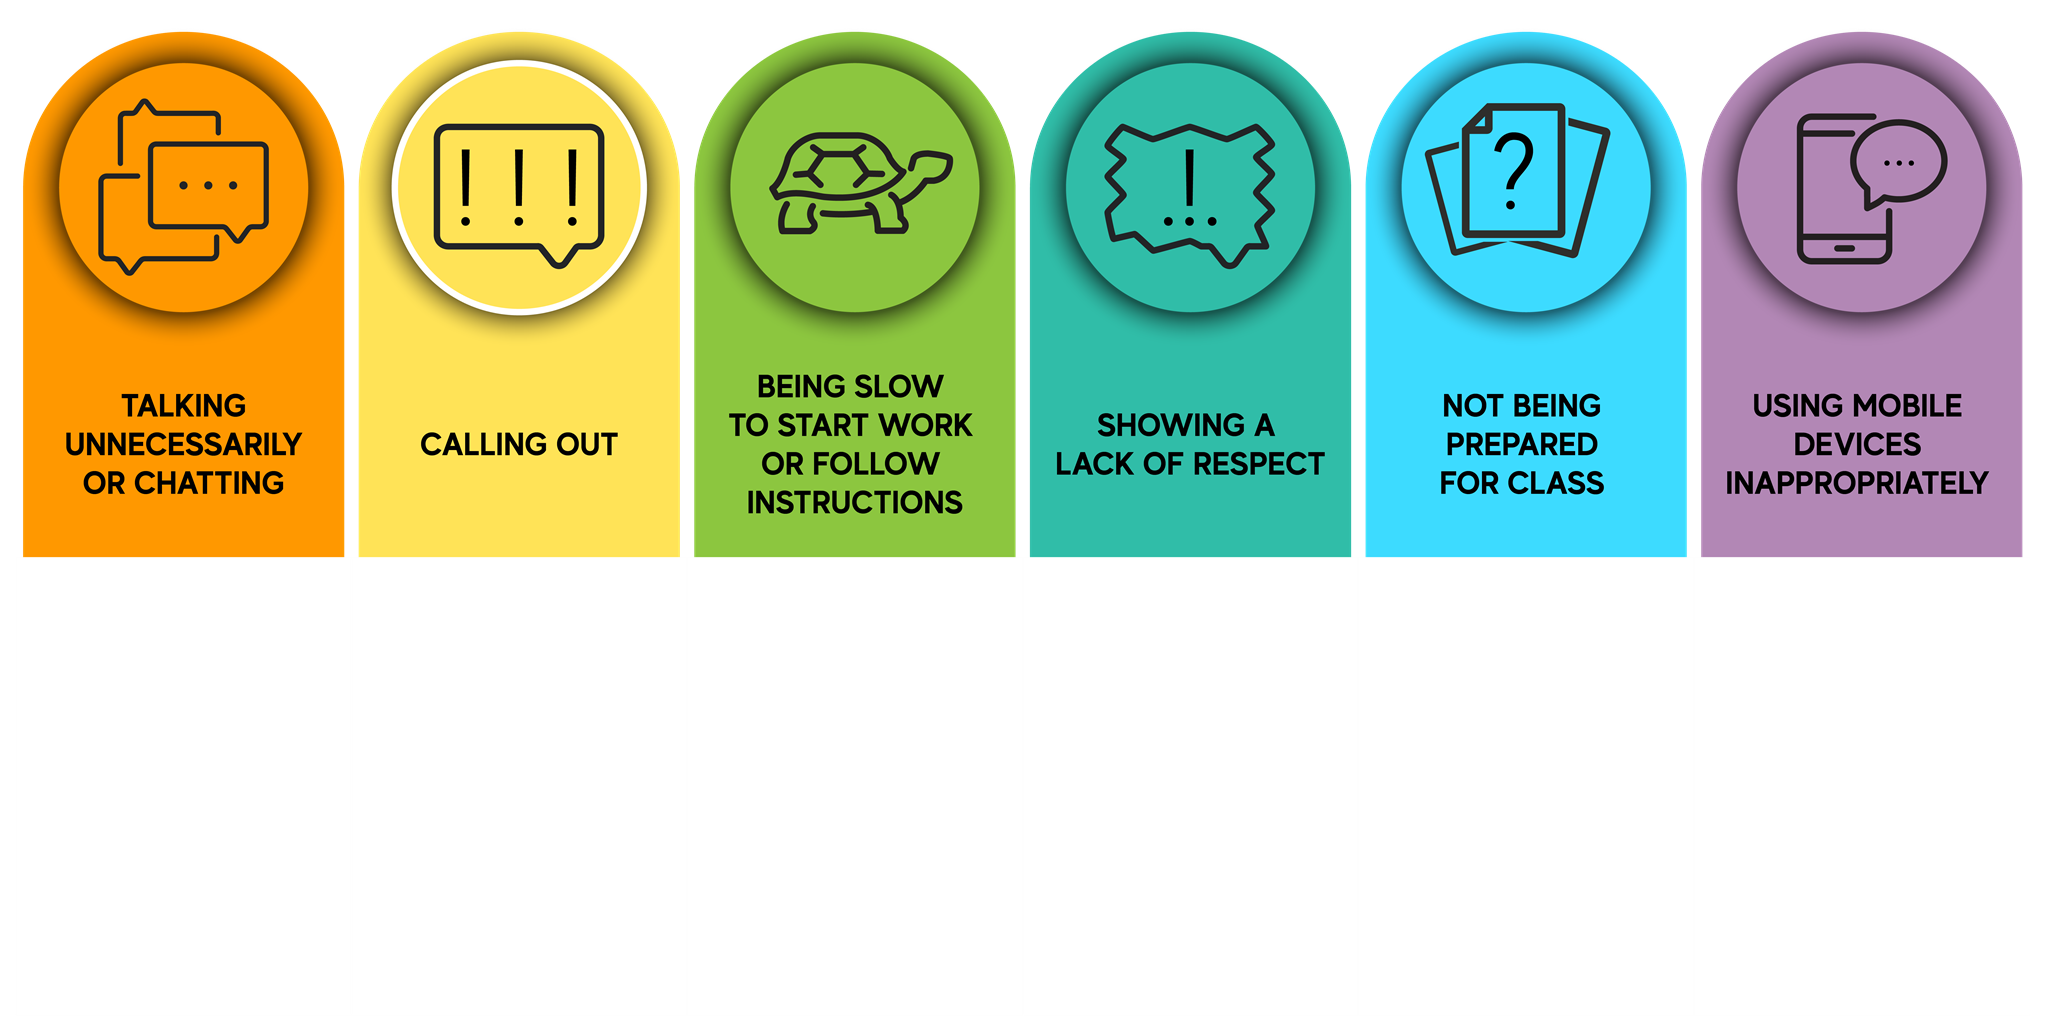 TALKING
UNNECESSARILY
OR CHATTING
! ! !
CALLING OUT
BEING SLOW
TO START WORK
OR FOLLOW
INSTRUCTIONS
!
SHOWING A
LACK OF RESPECT
?
NOT BEING
PREPARED
FOR CLASS
USING MOBILE
DEVICES
INAPPROPRIATELY